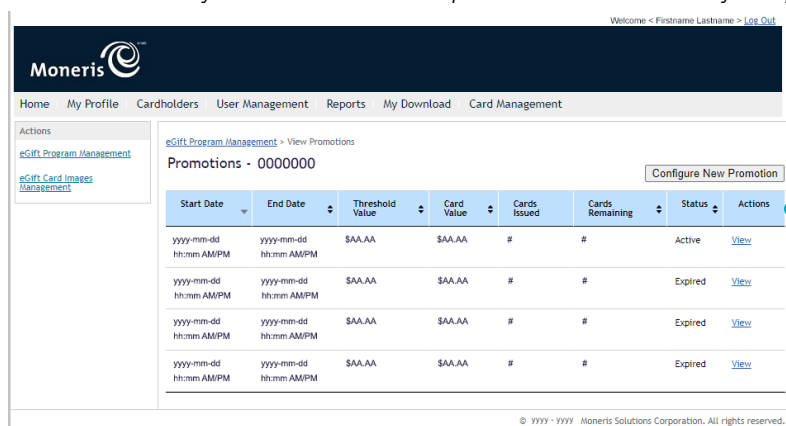 Welcome < Firstname Lastname > Log Out
Moneris
Home My Profile Cardholders User Management Reports My Download Card Management
Actions
eGift Program Management
eGift Card Images
Management
eGift Program Management > View Promotions
Promotions - 0000000
Configure New Promotion
Start Date End Date Threshold Value Card Value Cards Issued Cards Remaining Status Actions
yyyy-mm-dd yyyy-mm-dd $AA.AA $AA.AA # # Active View
hh:mm AM/PM hh:mm AM/PM
yyyy-mm-dd yyyy-mm-dd $AA.AA $AA.AA # # Expired View
hh:mm AM/PM hh:mm AM/PM
yyyy-mm-dd yyyy-mm-dd $AA.AA $AA.AA # # Expired View
hh:mm AM/PM hh:mm AM/PM
yyyy-mm-dd yyyy-mm-dd $AA.AA $AA.AA # # Expired View
hh:mm AM/PM hh:mm AM/PM
© yyyy - yyyy Moneris Solutions Corporation. All rights reserved.